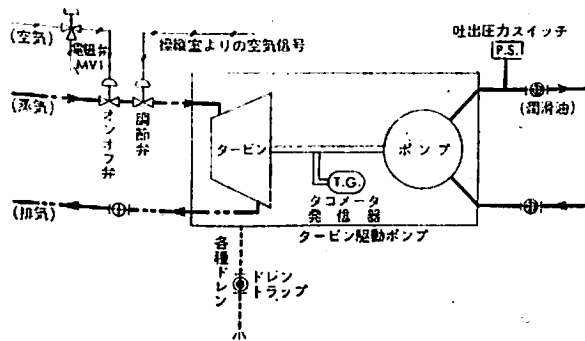 (空気)
電磁弁
MV1
操縦室よりの空気信号
吐出圧力スイッチ
P.S.
(蒸気)
オンオフ弁
調節弁
(潤滑油)
タービン
ポンプ
T.G.
タコメータ
発信器
(排気)
タービン駆動ポンプ
各種ドレン
ドレン
トラップ